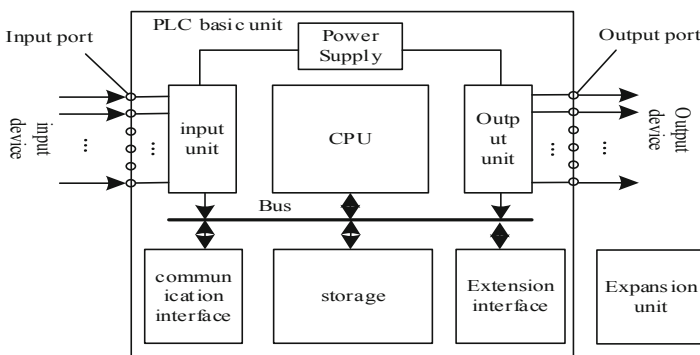 PLC basic unit
Input port
Power
Supply
Output port
input
device
...
...
input
unit
CPU
Outp
ut
unit
...
...
Output
device
Bus
commun
ication
interface
storage
Extension
interface
Expansion
unit